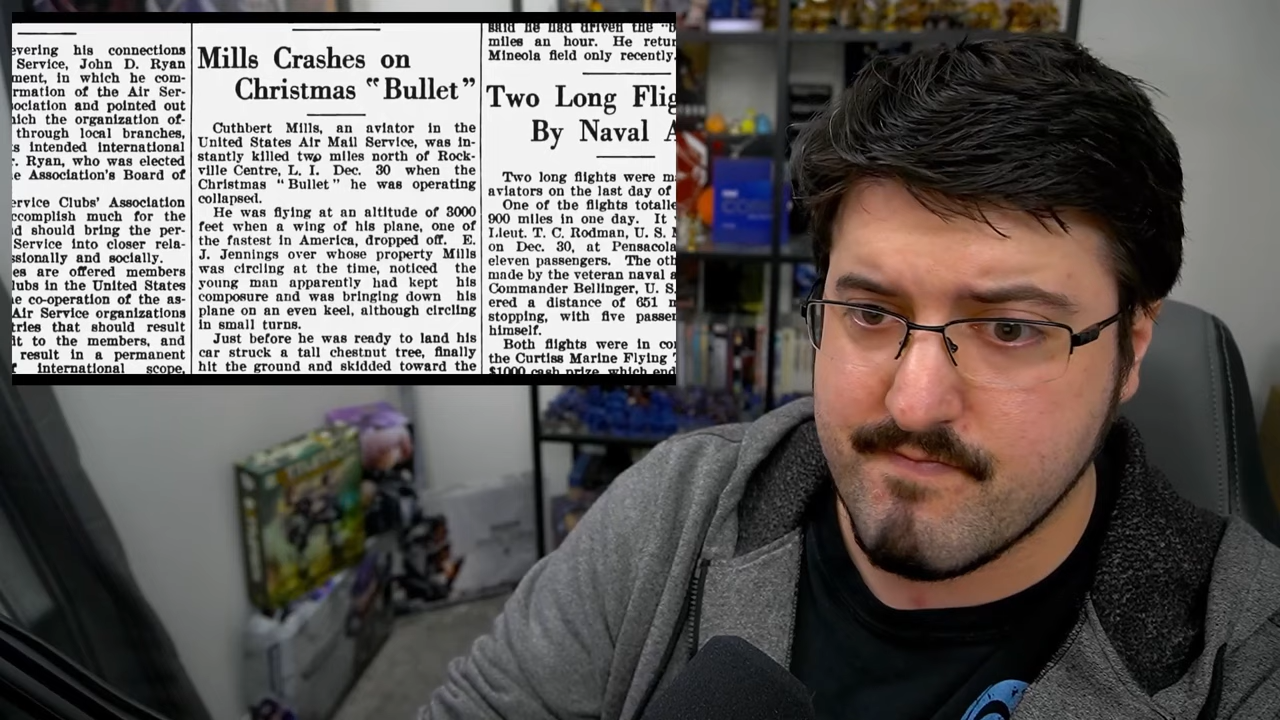 evering his connections
Service, John D. Ryan
ment, in which he com-
rmation of the Air Ser-
ociation and pointed out
ich the organization of-
through local branches,
s intended international
. Ryan, who was elected
e Association's Board of
ervice Clubs' Association
ccomplish much for the
d should bring the per-
Service into closer rela-
ssionally and socially.
es are offered members
lubs in the United States
e co-operation of the as-
Air Service organizations
tries that should result
it to the members, and
result in a permanent
international scope,
Mills Crashes on
Christmas "Bullet"
Cuthbert Mills, an aviator in the
United States Air Mail Service, was in-
stantly killed two miles north of Rock-
ville Centre, L. I. Dec. 30 when the
Christmas "Bullet" he was operating
collapsed.
He was flying at an altitude of 3000
feet when a wing of his plane, one of
the fastest in America, dropped off. E.
J. Jennings over whose property Mills
was circling at the time, noticed the
young man apparently had kept his
composure and was bringing down his
plane on an even keel, although circling
in small turns.
Just before he was ready to land his
car struck a tall chestnut tree, finally
hit the ground and skidded toward the
said he had driven the "b
miles an hour. He retur
Mineola field only recently.
Two Long Flig
By Naval A
Two long flights were m
aviators on the last day of
One of the flights totalle
900 miles in one day. It
Lieut. T. C. Rodman, U. S.
on Dec. 30, at Pensacola
eleven passengers. The oth
made by the veteran naval a
Commander Bellinger, U. S.
ered a distance of 651 m
stopping, with five passen
himself.
Both flights were in con
the Curtiss Marine Flying
$1000 cash prize, which end